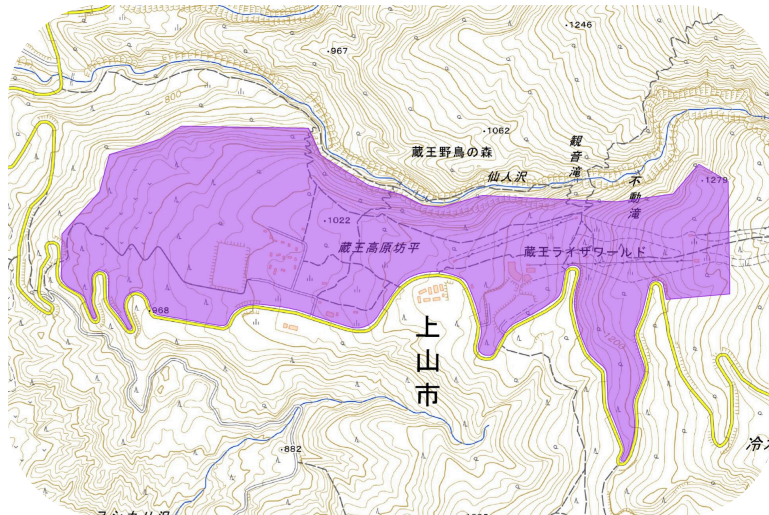 1246
967
800
1062
蔵王野鳥の森
観音滝
仙人沢
不動滝
1279
1022
蔵王高原坊平
蔵王ライザワールド
968
上山市
1200
882